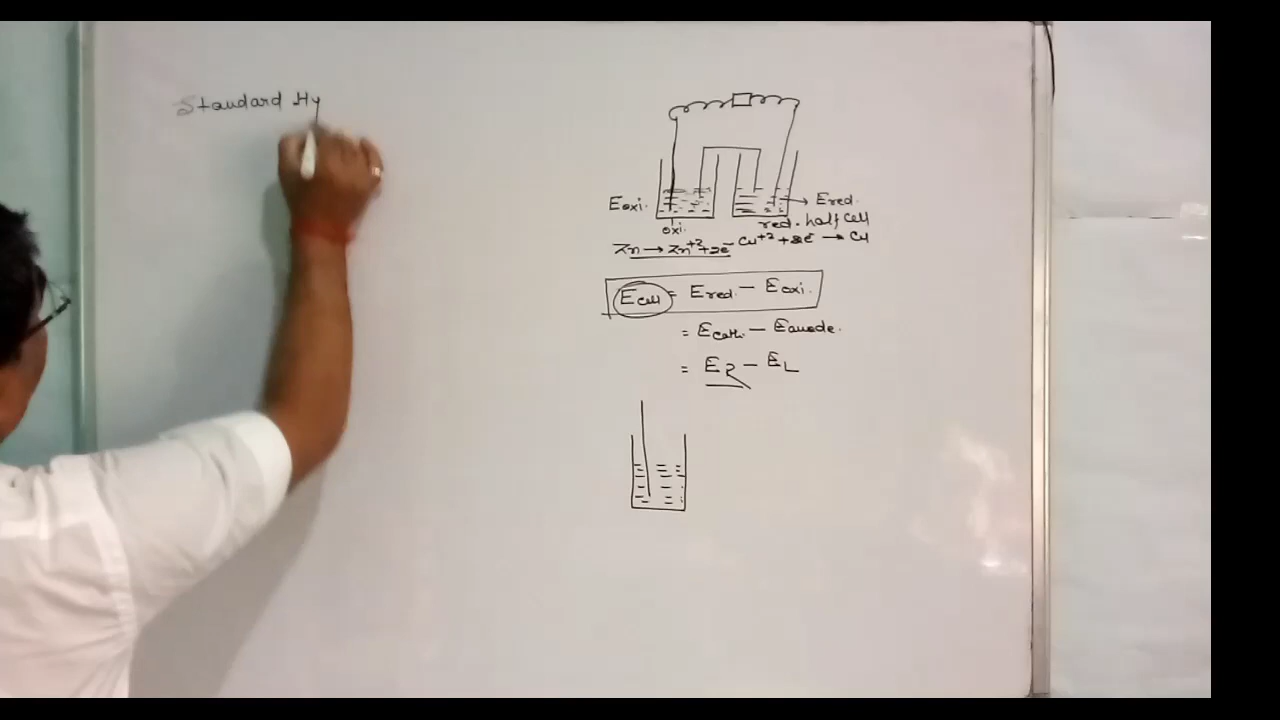 Standard Hy
Eoxi. Ered.
oxi. red. half cell
Zn → Zn+2 + 2e- Cu+2 + 2e- → Cu
Ecell = Ered. - Eoxi.
= Ecath. - Eanode.
= ER - EL